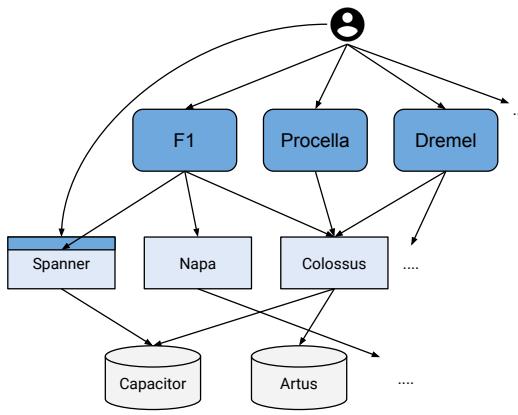 ..
F1
Procella
Dremel
Spanner
Napa
Colossus
....
Capacitor
Artus
....